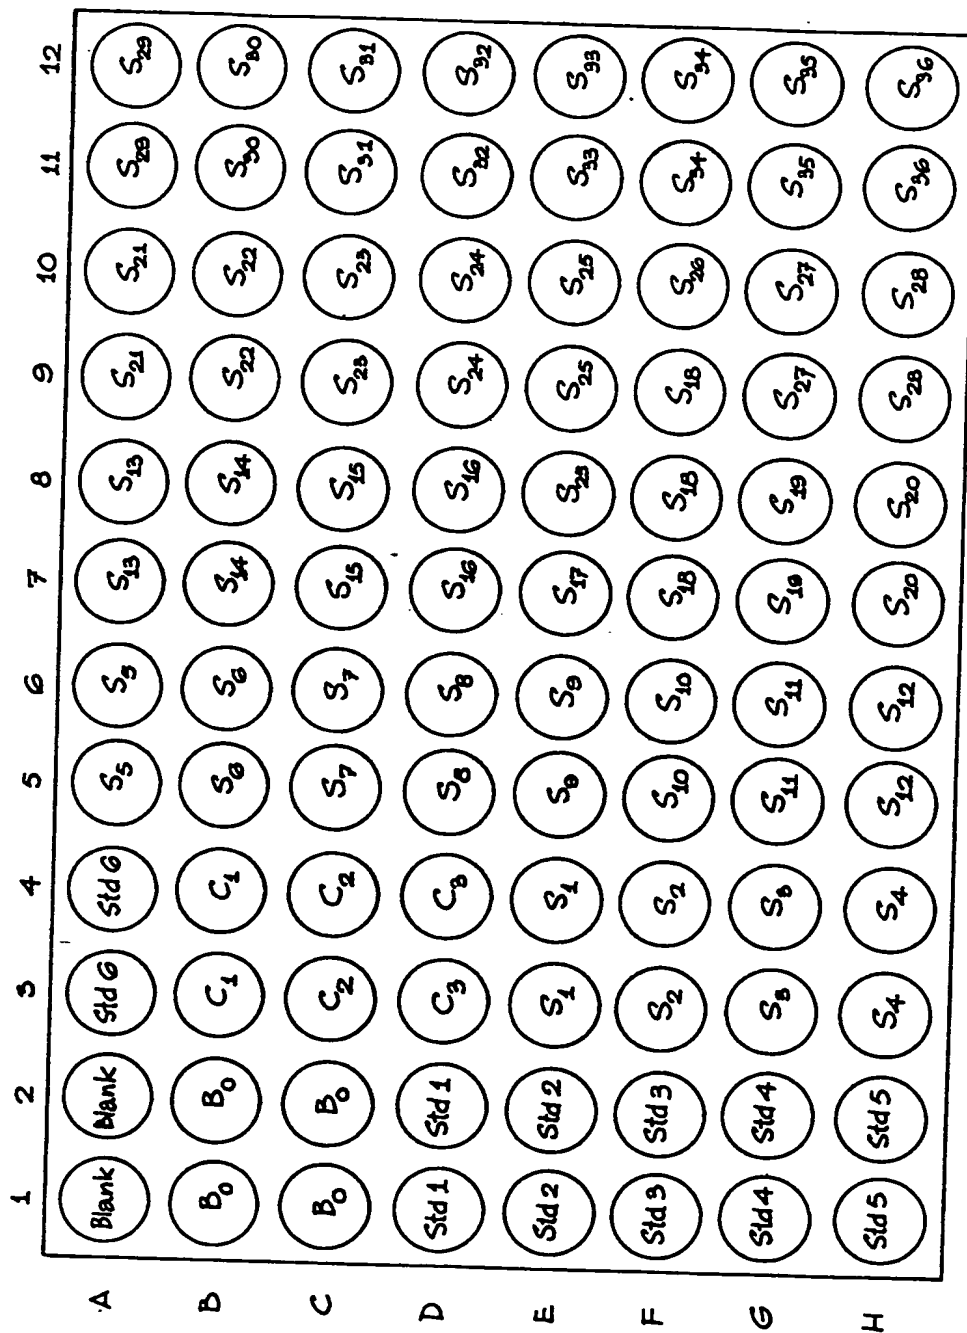 1 2 3 4 5 6 7 8 9 10 11 12
A Blank Blank Std 6 Std 6 S5 S5 S13 S13 S21 S21 S29 S29
B B0 B0 C1 C1 S6 S6 S14 S14 S22 S22 S30 S30
C B0 B0 C2 C2 S7 S7 S15 S15 S23 S23 S31 S31
D Std 1 Std 1 C3 C3 S8 S8 S16 S16 S24 S24 S32 S32
E Std 2 Std 2 S1 S1 S9 S9 S17 S23 S25 S25 S33 S33
F Std 3 Std 3 S2 S2 S10 S10 S18 S18 S18 S26 S34 S34
G Std 4 Std 4 S3 S3 S11 S11 S19 S19 S27 S27 S35 S35
H Std 5 Std 5 S4 S4 S12 S12 S20 S20 S28 S28 S36 S36